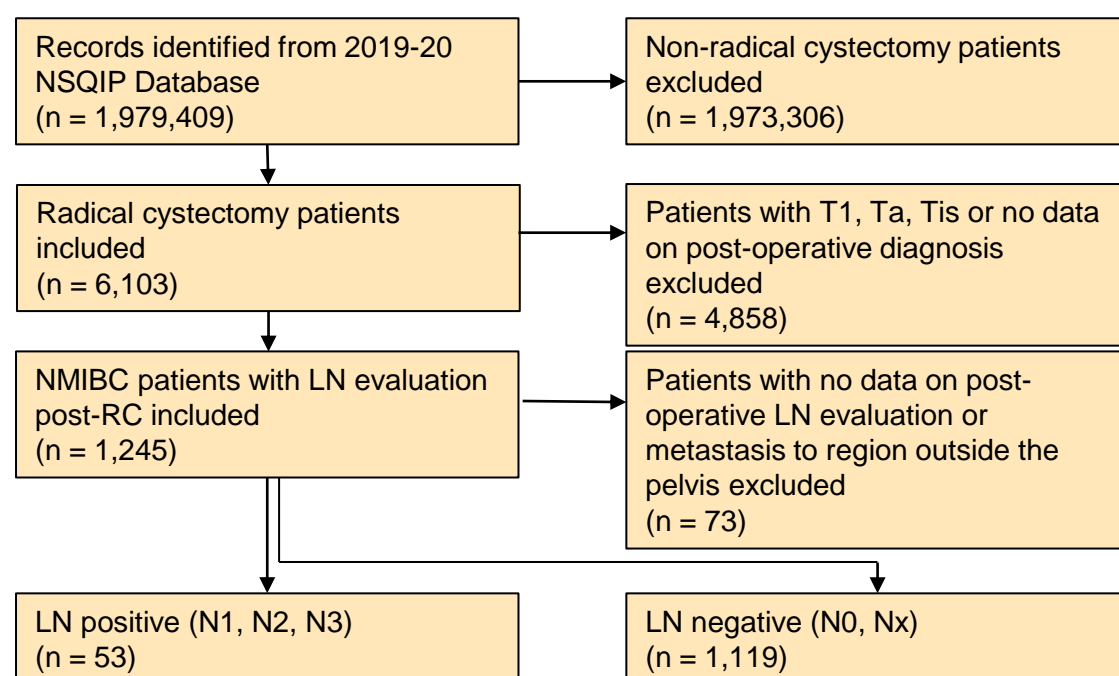 Records identified from 2019-20
NSQIP Database
(n = 1,979,409)
Non-radical cystectomy patients
excluded
(n = 1,973,306)
Radical cystectomy patients
included
(n = 6,103)
Patients with T1, Ta, Tis or no data
on post-operative diagnosis
excluded
(n = 4,858)
NMIBC patients with LN evaluation
post-RC included
(n = 1,245)
Patients with no data on post-
operative LN evaluation or
metastasis to region outside the
pelvis excluded
(n = 73)
LN positive (N1, N2, N3)
(n = 53)
LN negative (N0, Nx)
(n = 1,119)